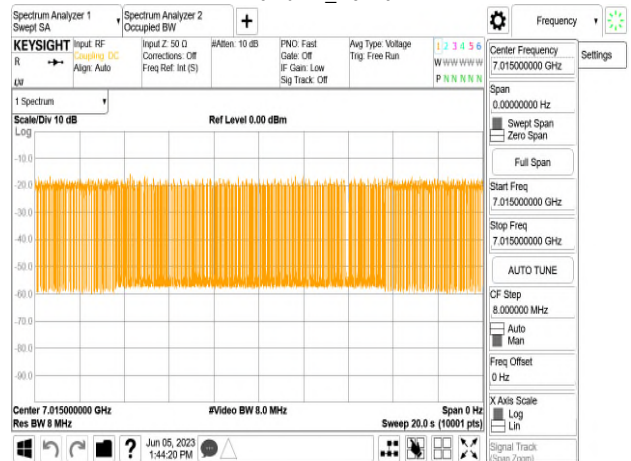 Spectrum Analyzer 1
Swept SA
Spectrum Analyzer 2
Occupied BW
+
Frequency
Settings
KEYSIGHT
R
Input: RF
Coupling: DC
Align: Auto
Input Z: 50 Ω
Corrections: Off
Freq Ref: Int (S)
#Atten: 10 dB
PNO: Fast
Gate: Off
IF Gain: Low
Sig Track: Off
Avg Type: Voltage
Trig: Free Run
1 2 3 4 5 6
W W W W W W
P N N N N N
1 Spectrum
Scale/Div 10 dB
Ref Level 0.00 dBm
Log
-10.0
-20.0
-30.0
-40.0
-50.0
-60.0
-70.0
-80.0
-90.0
Center 7.015000000 GHz
#Video BW 8.0 MHz
Span 0 Hz
Res BW 8 MHz
Sweep 20.0 s (10001 pts)
Center Frequency
7.015000000 GHz
Span
0.00000000 Hz
Swept Span
Zero Span
Full Span
Start Freq
7.015000000 GHz
Stop Freq
7.015000000 GHz
AUTO TUNE
CF Step
8.000000 MHz
Auto
Man
Freq Offset
0 Hz
X Axis Scale
Log
Lin
Signal Track
(Span Zoom)
?
Jun 05, 2023
1:44:20 PM